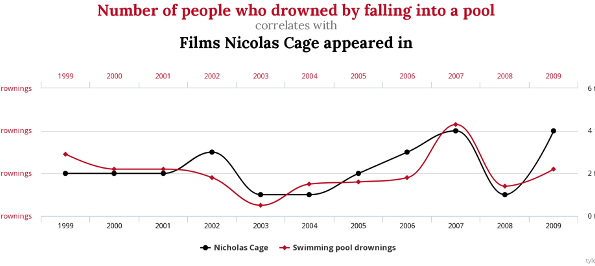 Number of people who drowned by falling into a pool
correlates with
Films Nicolas Cage appeared in
1999 2000 2001 2002 2003 2004 2005 2006 2007 2008 2009
rownings 6 f
rownings 4
rownings 2 f
rownings 0 f
1999 2000 2001 2002 2003 2004 2005 2006 2007 2008 2009
Nicholas Cage Swimming pool drownings
tyle